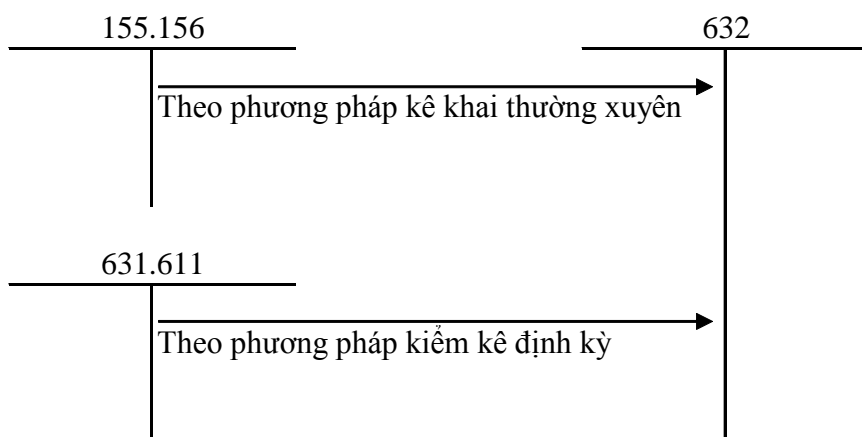 155.156
632
Theo phương pháp kê khai thường xuyên
631.611
Theo phương pháp kiểm kê định kỳ